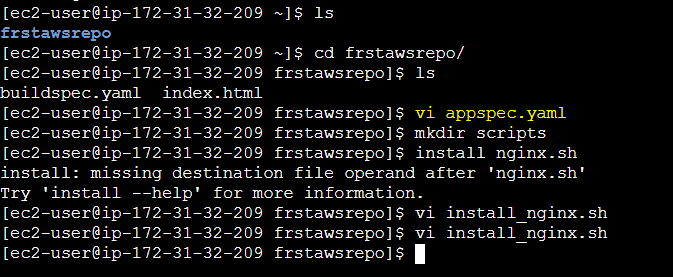 [ec2-user@ip-172-31-32-209 ~]$ ls
frstawsrepo
[ec2-user@ip-172-31-32-209 ~]$ cd frstawsrepo/
[ec2-user@ip-172-31-32-209 frstawsrepo]$ ls
buildspec.yaml  index.html
[ec2-user@ip-172-31-32-209 frstawsrepo]$ vi appspec.yaml
[ec2-user@ip-172-31-32-209 frstawsrepo]$ mkdir scripts
[ec2-user@ip-172-31-32-209 frstawsrepo]$ install nginx.sh
install: missing destination file operand after 'nginx.sh'
Try 'install --help' for more information.
[ec2-user@ip-172-31-32-209 frstawsrepo]$ vi install_nginx.sh
[ec2-user@ip-172-31-32-209 frstawsrepo]$ vi install_nginx.sh
[ec2-user@ip-172-31-32-209 frstawsrepo]$